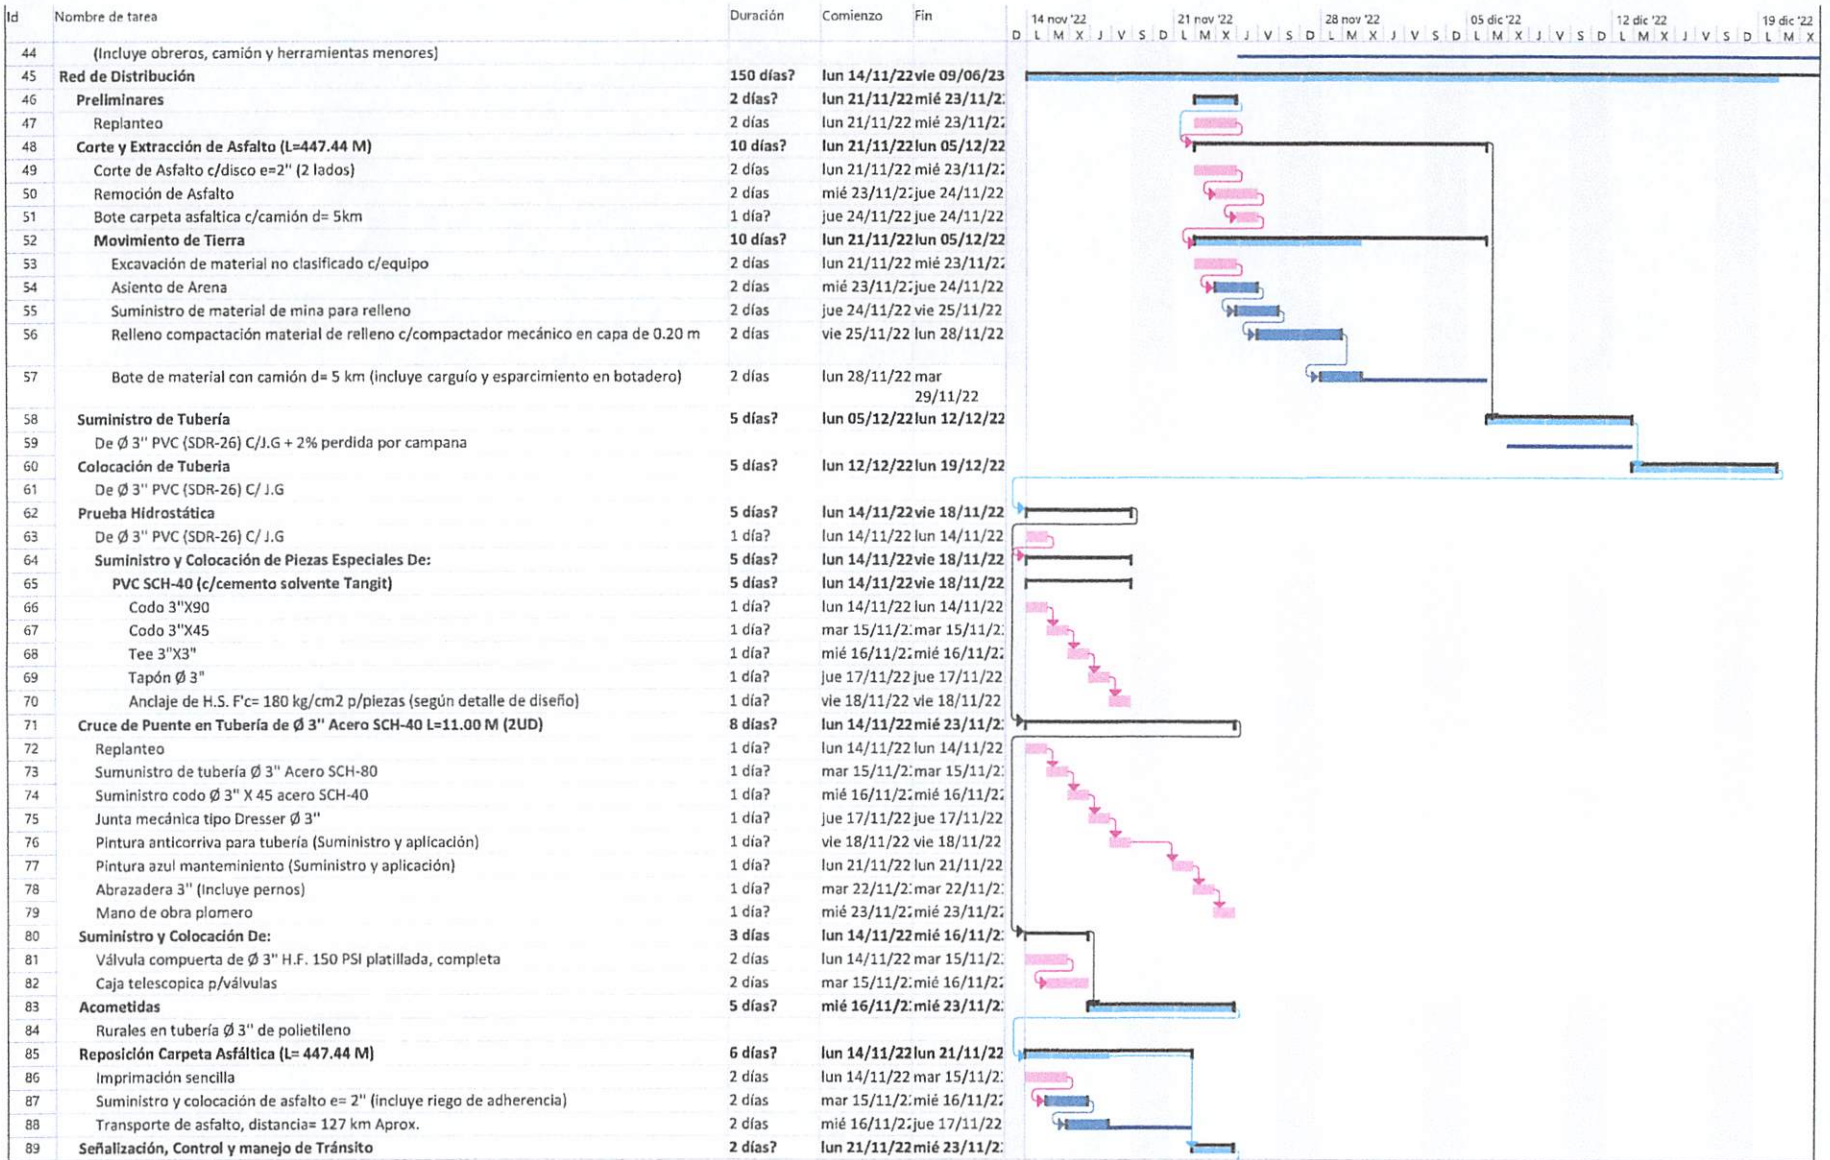 Id Nombre de tarea Duración Comienzo Fin 14 nov '22 21 nov '22 28 nov '22 05 dic '22 12 dic '22 19 dic '22
D L M X J V S D L M X J V S D L M X J V S D L M X J V S D L M X J V S D L M X
44 (Incluye obreros, camión y herramientas menores)
45 Red de Distribución 150 días? lun 14/11/22 vie 09/06/23
46 Preliminares 2 días? lun 21/11/22 mié 23/11/2
47 Replanteo 2 días lun 21/11/22 mié 23/11/22
48 Corte y Extracción de Asfalto (L=447.44 M) 10 días? lun 21/11/22 lun 05/12/22
49 Corte de Asfalto c/disco e=2" (2 lados) 2 días lun 21/11/22 mié 23/11/22
50 Remoción de Asfalto 2 días mié 23/11/2 jue 24/11/22
51 Bote carpeta asfaltica c/camión d= 5km 1 día? jue 24/11/22 jue 24/11/22
52 Movimiento de Tierra 10 días? lun 21/11/22 lun 05/12/22
53 Excavación de material no clasificado c/equipo 2 días lun 21/11/22 mié 23/11/22
54 Asiento de Arena 2 días mié 23/11/2 jue 24/11/22
55 Suministro de material de mina para relleno 2 días jue 24/11/22 vie 25/11/22
56 Relleno compactación material de relleno c/compactador mecánico en capa de 0.20 m 2 días vie 25/11/22 lun 28/11/22
57 Bote de material con camión d= 5 km (incluye carguío y esparcimiento en botadero) 2 días lun 28/11/22 mar
29/11/22
58 Suministro de Tubería 5 días? lun 05/12/22 lun 12/12/22
59 De Ø 3" PVC (SDR-26) C/J.G + 2% perdida por campana
60 Colocación de Tuberia 5 días? lun 12/12/22 lun 19/12/22
61 De Ø 3" PVC (SDR-26) C/ J.G
62 Prueba Hidrostática 5 días? lun 14/11/22 vie 18/11/22
63 De Ø 3" PVC (SDR-26) C/ J.G 1 día? lun 14/11/22 lun 14/11/22
64 Suministro y Colocación de Piezas Especiales De: 5 días? lun 14/11/22 vie 18/11/22
65 PVC SCH-40 (c/cemento solvente Tangit) 5 días? lun 14/11/22 vie 18/11/22
66 Codo 3"X90 1 día? lun 14/11/22 lun 14/11/22
67 Codo 3"X45 1 día? mar 15/11/2 mar 15/11/2
68 Tee 3"X3" 1 día? mié 16/11/2 mié 16/11/22
69 Tapón Ø 3" 1 día? jue 17/11/22 jue 17/11/22
70 Anclaje de H.S. F'c= 180 kg/cm2 p/piezas (según detalle de diseño) 1 día? vie 18/11/22 vie 18/11/22
71 Cruce de Puente en Tubería de Ø 3" Acero SCH-40 L=11.00 M (2UD) 8 días? lun 14/11/22 mié 23/11/2
72 Replanteo 1 día? lun 14/11/22 lun 14/11/22
73 Sumunistro de tubería Ø 3" Acero SCH-80 1 día? mar 15/11/2 mar 15/11/2
74 Suministro codo Ø 3" X 45 acero SCH-40 1 día? mié 16/11/2 mié 16/11/22
75 Junta mecánica tipo Dresser Ø 3" 1 día? jue 17/11/22 jue 17/11/22
76 Pintura anticorriva para tubería (Suministro y aplicación) 1 día? vie 18/11/22 vie 18/11/22
77 Pintura azul manteminiento (Suministro y aplicación) 1 día? lun 21/11/22 lun 21/11/22
78 Abrazadera 3" (Incluye pernos) 1 día? mar 22/11/2 mar 22/11/2
79 Mano de obra plomero 1 día? mié 23/11/2 mié 23/11/22
80 Suministro y Colocación De: 3 días lun 14/11/22 mié 16/11/2
81 Válvula compuerta de Ø 3" H.F. 150 PSI platillada, completa 2 días lun 14/11/22 mar 15/11/2
82 Caja telescopica p/válvulas 2 días mar 15/11/2 mié 16/11/22
83 Acometidas 5 días? mié 16/11/2 mié 23/11/2
84 Rurales en tubería Ø 3" de polietileno
85 Reposición Carpeta Asfáltica (L= 447.44 M) 6 días? lun 14/11/22 lun 21/11/22
86 Imprimación sencilla 2 días lun 14/11/22 mar 15/11/2
87 Suministro y colocación de asfalto e= 2" (incluye riego de adherencia) 2 días mar 15/11/2 mié 16/11/22
88 Transporte de asfalto, distancia= 127 km Aprox. 2 días mié 16/11/2 jue 17/11/22
89 Señalización, Control y manejo de Tránsito 2 días? lun 21/11/22 mié 23/11/2